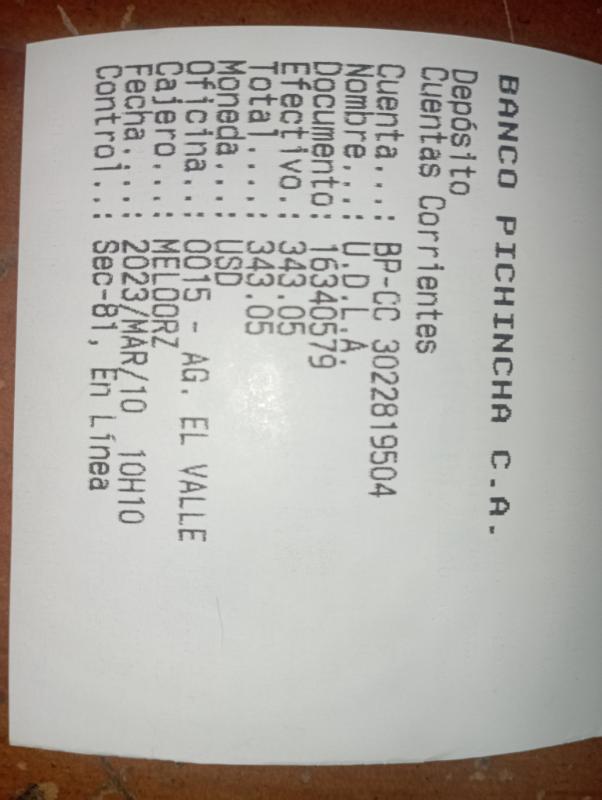 BANCO PICHINCHA C.A.
Depósito
Cuentas Corrientes
Cuenta...: BP-CC 3022819504
Nombre...: U.D.L.A.
Documento: 16340579
Efectivo.: 343.05
Total....: 343.05
Moneda...: USD
Oficina..: 0015 - AG. EL VALLE
Cajero...: MELOORZ
Fecha....: 2023/MAR/10 10H10
Control..: Sec-81, En Línea